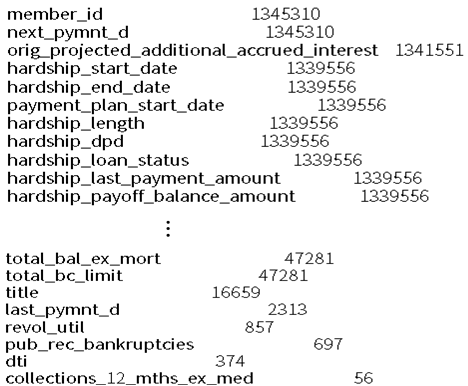 member_id 1345310
next_pymnt_d 1345310
orig_projected_additional_accrued_interest 1341551
hardship_start_date 1339556
hardship_end_date 1339556
payment_plan_start_date 1339556
hardship_length 1339556
hardship_dpd 1339556
hardship_loan_status 1339556
hardship_last_payment_amount 1339556
hardship_payoff_balance_amount 1339556
⋮
total_bal_ex_mort 47281
total_bc_limit 47281
title 16659
last_pymnt_d 2313
revol_util 857
pub_rec_bankruptcies 697
dti 374
collections_12_mths_ex_med 56